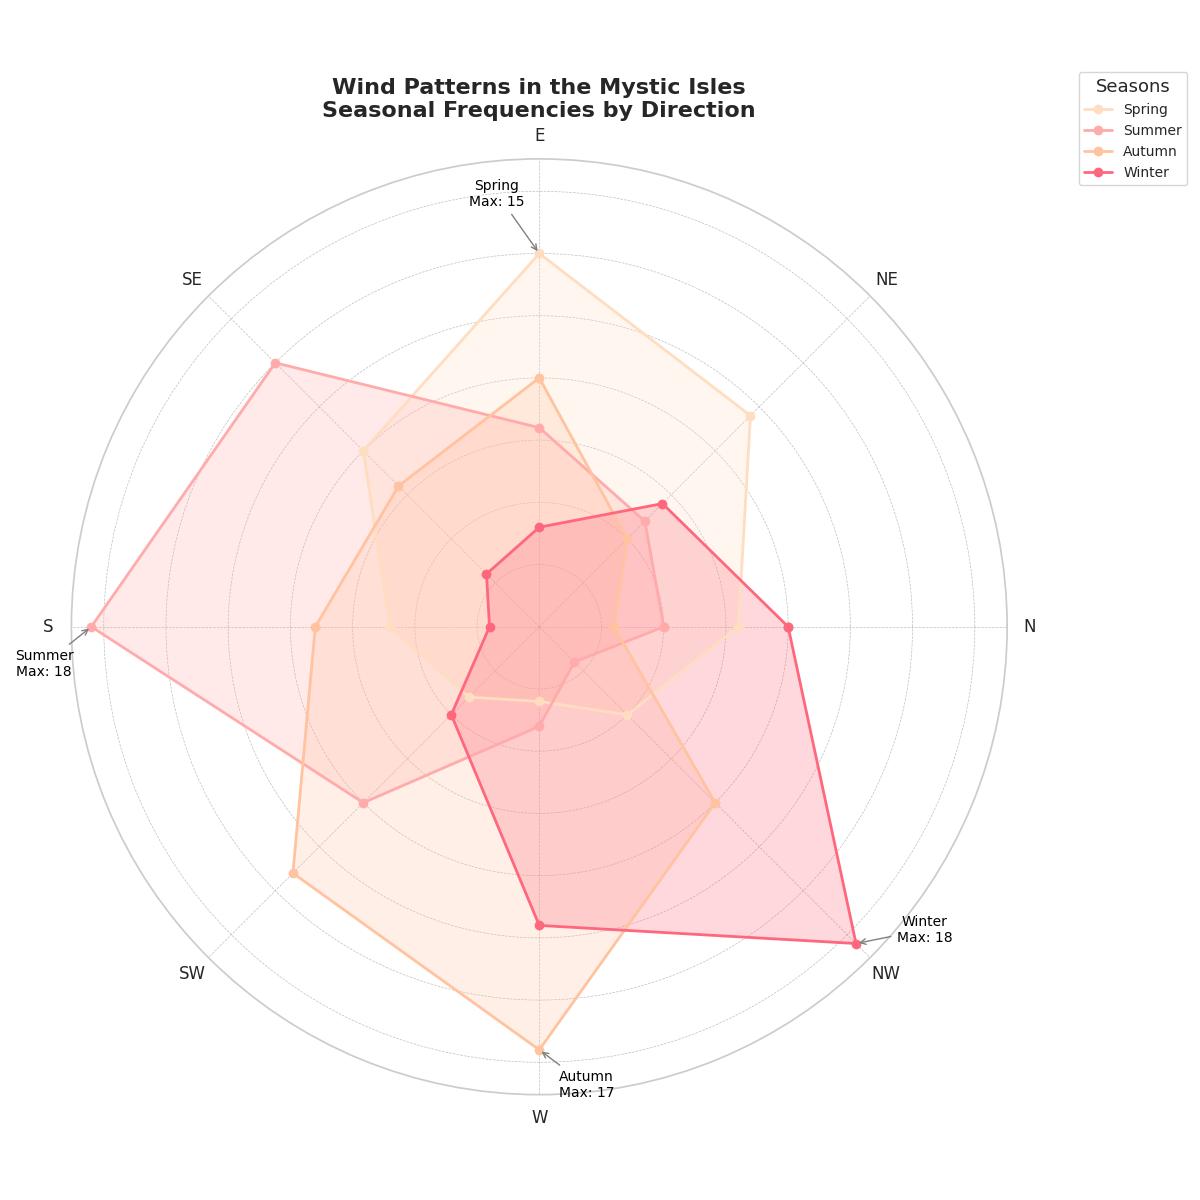 Wind Patterns in the Mystic Isles
Seasonal Frequencies by Direction
Seasons
Spring
Summer
Autumn
Winter
E
Spring
Max: 15
SE
NE
S
N
Summer
Max: 18
Winter
Max: 18
SW
NW
Autumn
Max: 17
W